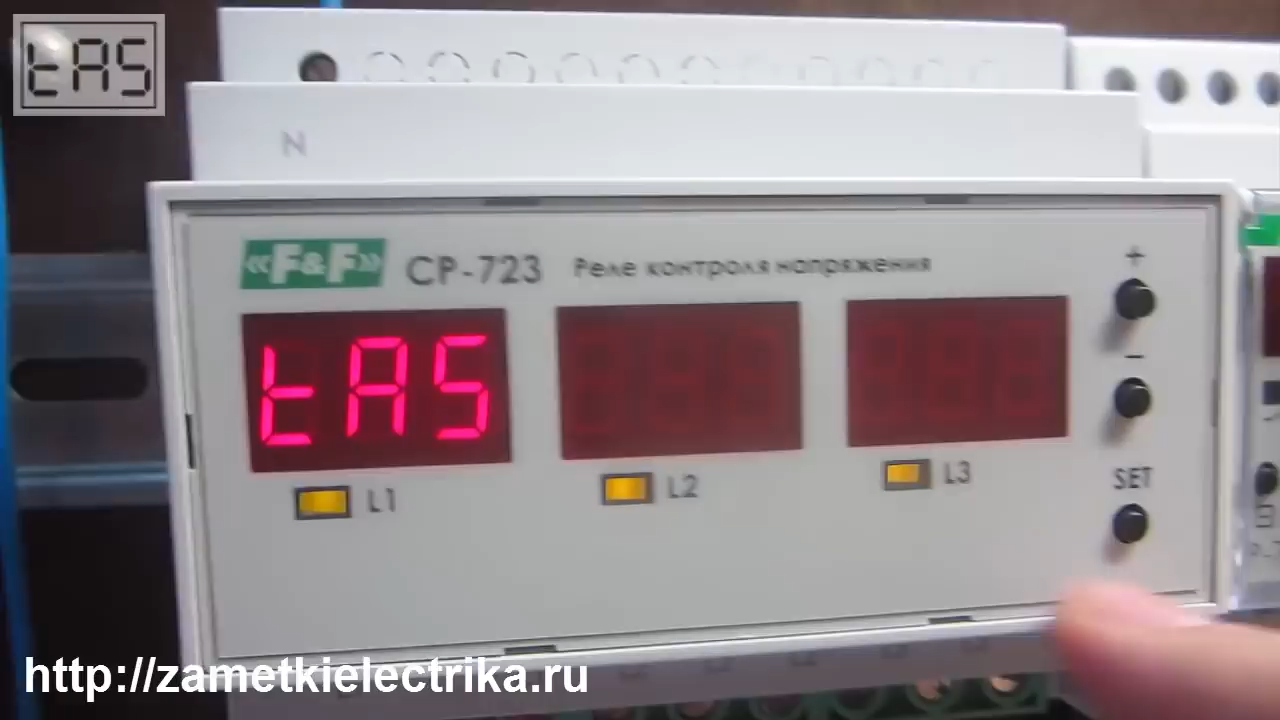 tAS
N
«F&F» CP-723 Реле контроля напряжения
+
tAS
−
L1 L2 L3
SET
http://zametkielectrika.ru